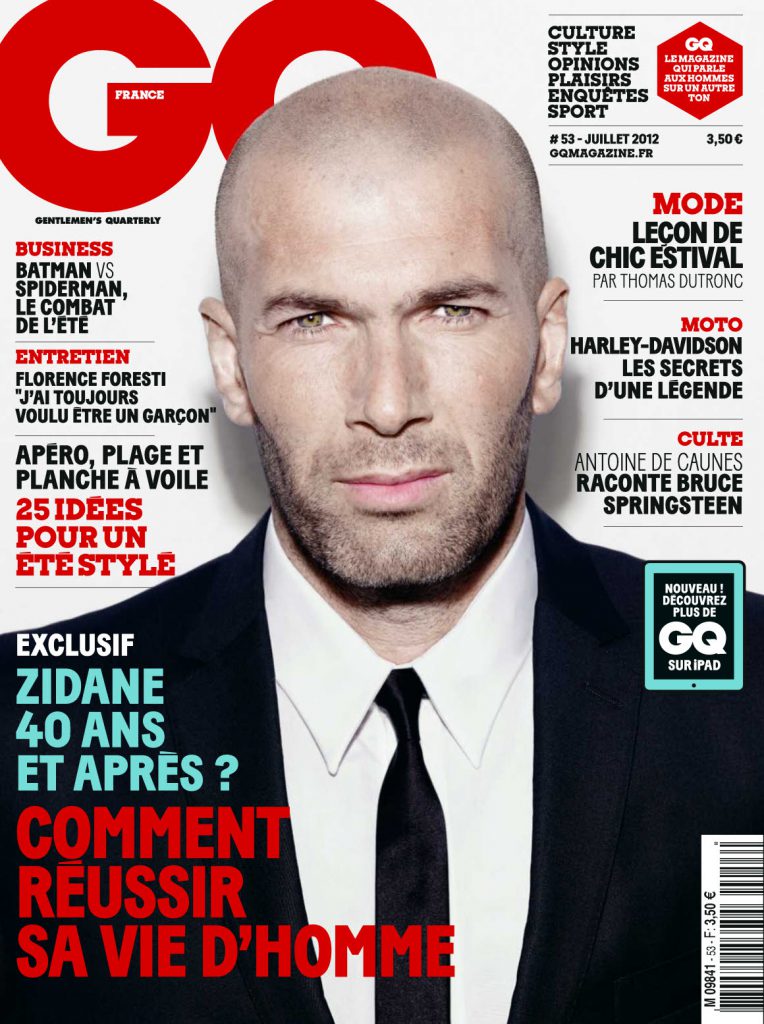 GQ
FRANCE
GENTLEMEN'S QUARTERLY
CULTURE
STYLE
OPINIONS
PLAISIRS
ENQUÊTES
SPORT
GQ
LE MAGAZINE
QUI PARLE
AUX HOMMES
SUR UN AUTRE
TON
# 53 - JUILLET 2012 3,50 €
GQMAGAZINE.FR
BUSINESS
BATMAN VS
SPIDERMAN,
LE COMBAT
DE L'ÉTÉ
ENTRETIEN
FLORENCE FORESTI
"J'AI TOUJOURS
VOULU ÊTRE UN GARÇON"
APÉRO, PLAGE ET
PLANCHE À VOILE
25 IDÉES
POUR UN
ÉTÉ STYLÉ
MODE
LEÇON DE
CHIC ESTIVAL
PAR THOMAS DUTRONC
MOTO
HARLEY-DAVIDSON
LES SECRETS
D'UNE LÉGENDE
CULTE
ANTOINE DE CAUNES
RACONTE BRUCE
SPRINGSTEEN
NOUVEAU !
DÉCOUVREZ
PLUS DE
GQ
SUR iPAD
EXCLUSIF
ZIDANE
40 ANS
ET APRÈS ?
COMMENT
RÉUSSIR
SA VIE D'HOMME
M 09841 - 53 - F: 3,50 €